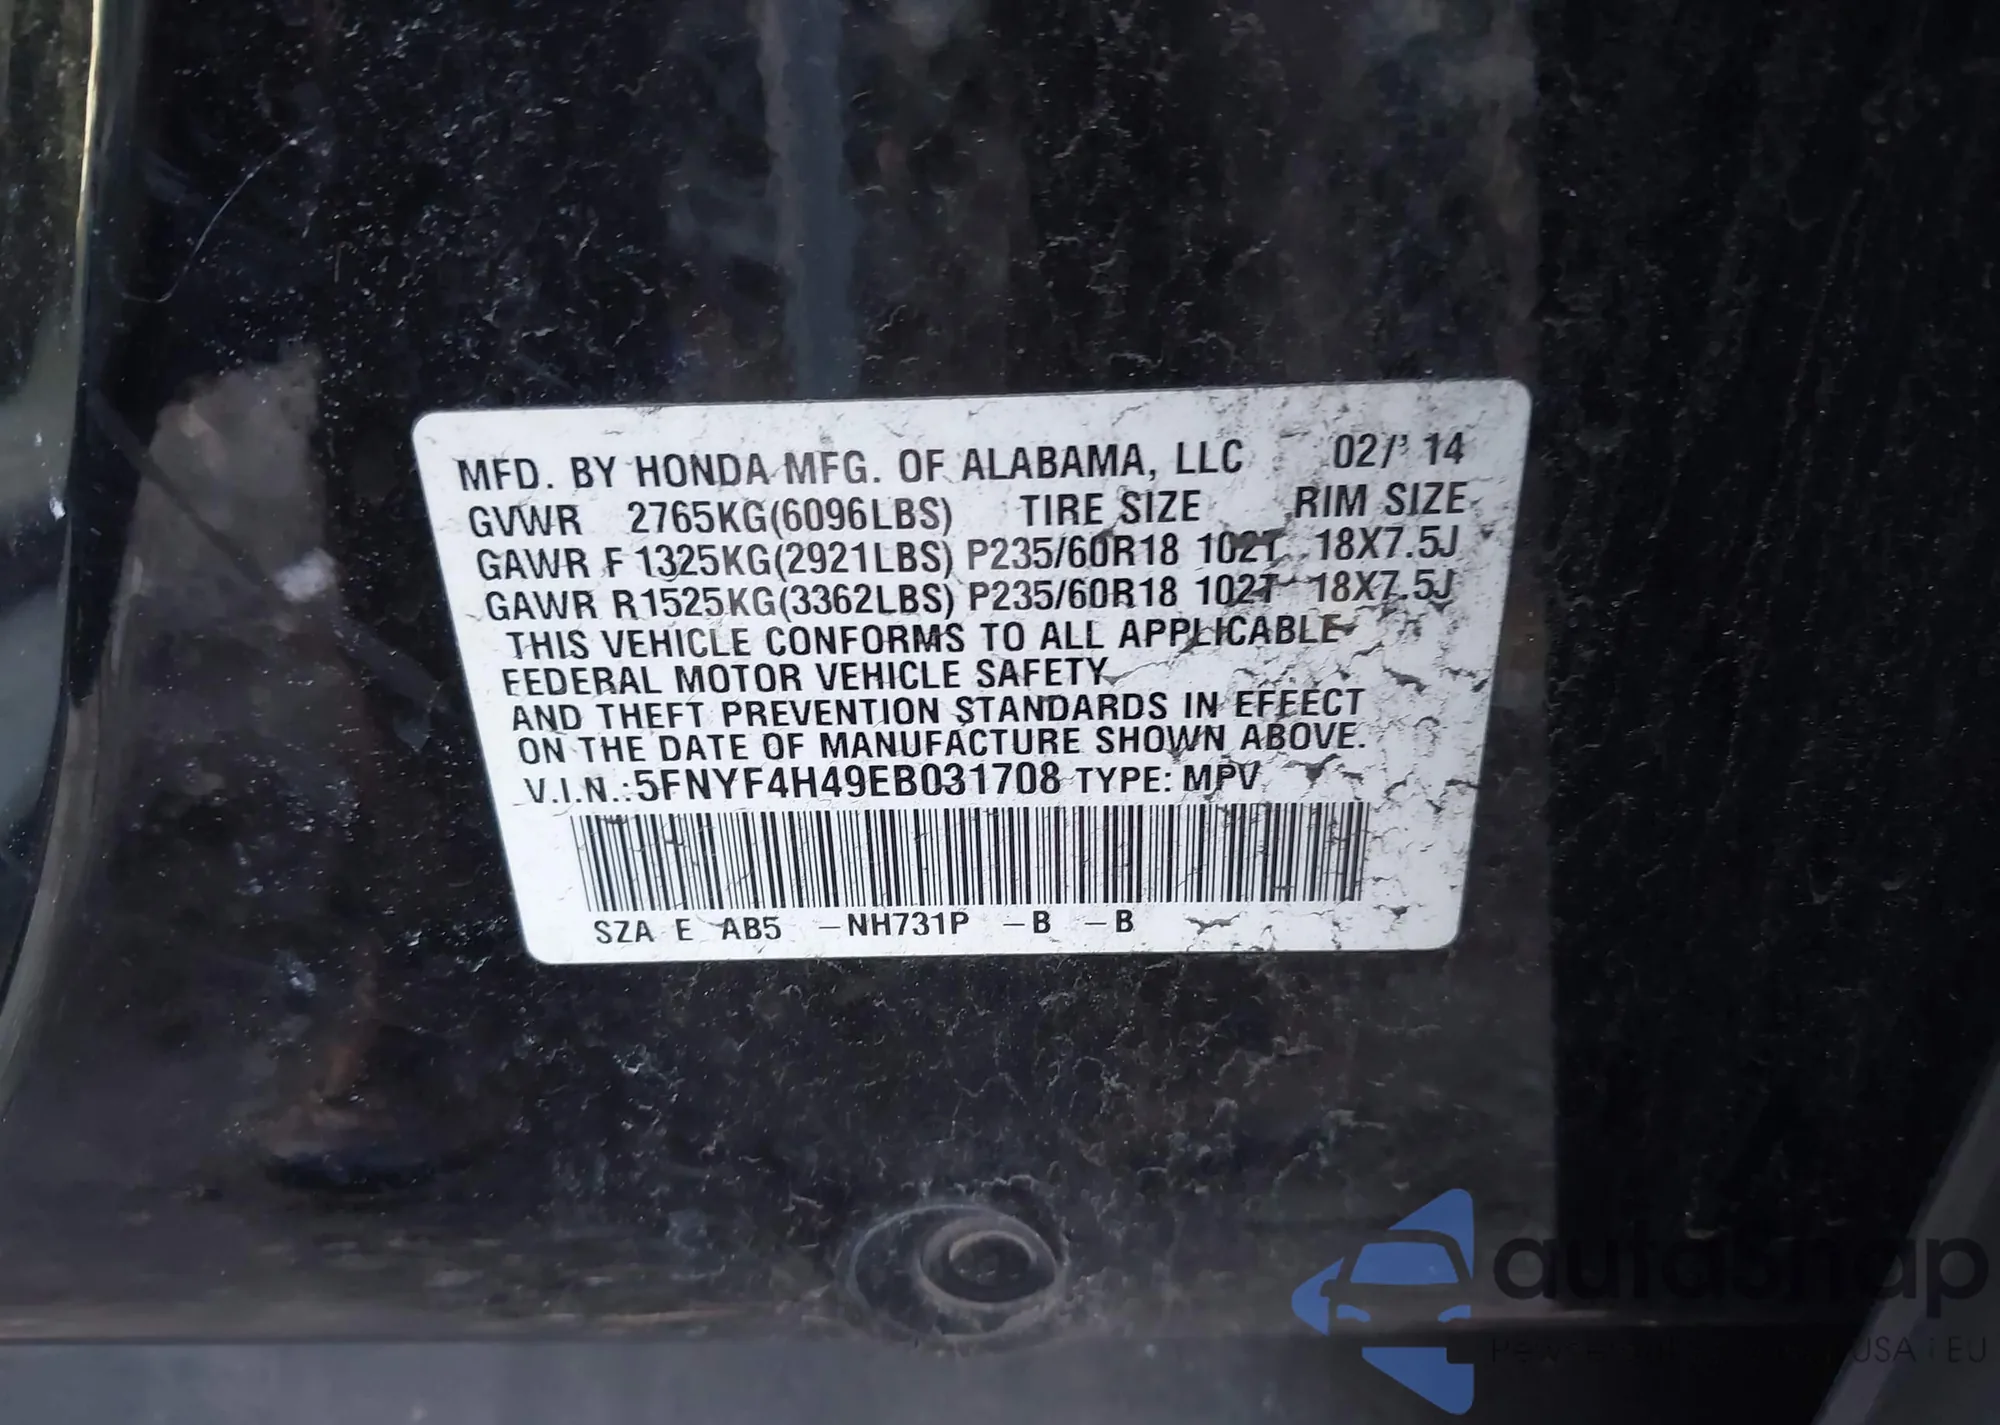 MFD. BY HONDA MFG. OF ALABAMA, LLC 02/ 14
GVWR 2765KG(6096LBS) TIRE SIZE RIM SIZE
GAWR F 1325KG(2921LBS) P235/60R18 102T 18X7.5J
GAWR R1525KG(3362LBS) P235/60R18 102T 18X7.5J
THIS VEHICLE CONFORMS TO ALL APPLICABLE
FEDERAL MOTOR VEHICLE SAFETY
AND THEFT PREVENTION STANDARDS IN EFFECT
ON THE DATE OF MANUFACTURE SHOWN ABOVE.
V.I.N.:5FNYF4H49EB031708 TYPE: MPV
SZA E AB5 –NH731P –B –B
autosnap
USA i EU